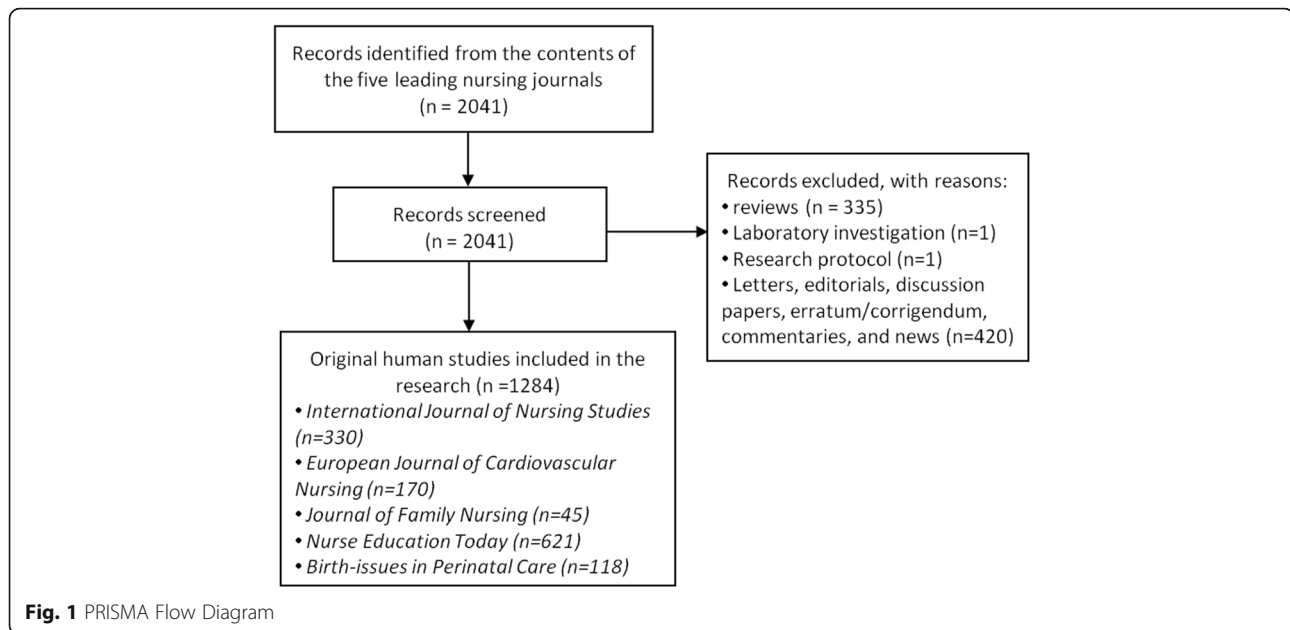 Records identified from the contents of
the five leading nursing journals
(n = 2041)
Records screened
(n = 2041)
Records excluded, with reasons:
• reviews (n = 335)
• Laboratory investigation (n=1)
• Research protocol (n=1)
• Letters, editorials, discussion
papers, erratum/corrigendum,
commentaries, and news (n=420)
Original human studies included in the
research (n =1284)
• International Journal of Nursing Studies
(n=330)
• European Journal of Cardiovascular
Nursing (n=170)
• Journal of Family Nursing (n=45)
• Nurse Education Today (n=621)
• Birth-issues in Perinatal Care (n=118)
Fig. 1 PRISMA Flow Diagram